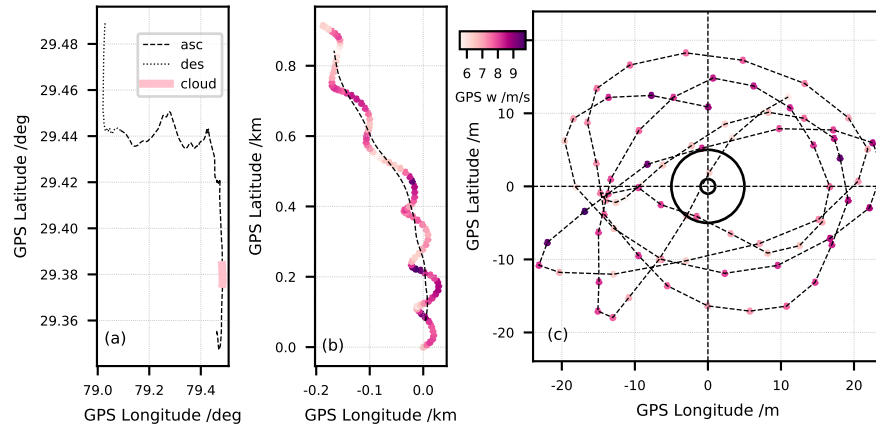 29.48
29.46
29.44
29.42
29.40
29.38
29.36
79.0
79.2
79.4
GPS Latitude /deg
GPS Longitude /deg
asc
des
cloud
(a)
0.8
0.6
0.4
0.2
0.0
-0.2
-0.1
0.0
GPS Latitude /km
GPS Longitude /km
(b)
6
7
8
9
GPS w /m/s
10
0
-10
-20
-20
-10
0
10
20
GPS Latitude /m
GPS Longitude /m
(c)